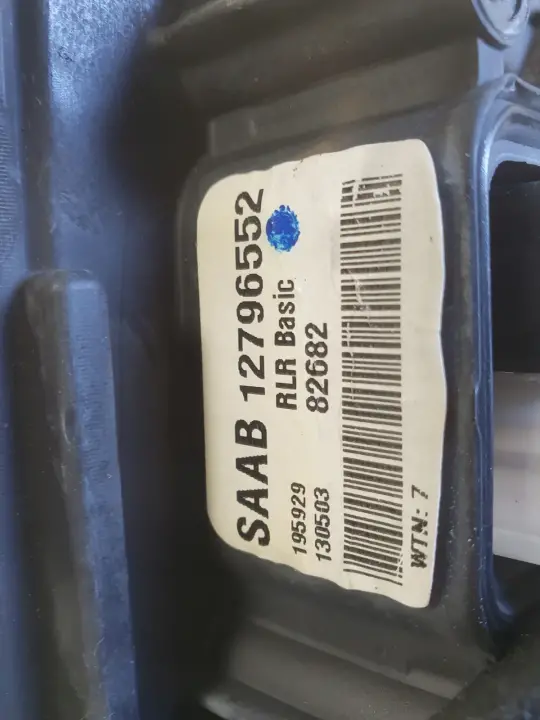 SAAB 12796552
RLR Basic
195929 82682
130503
WTN: 7